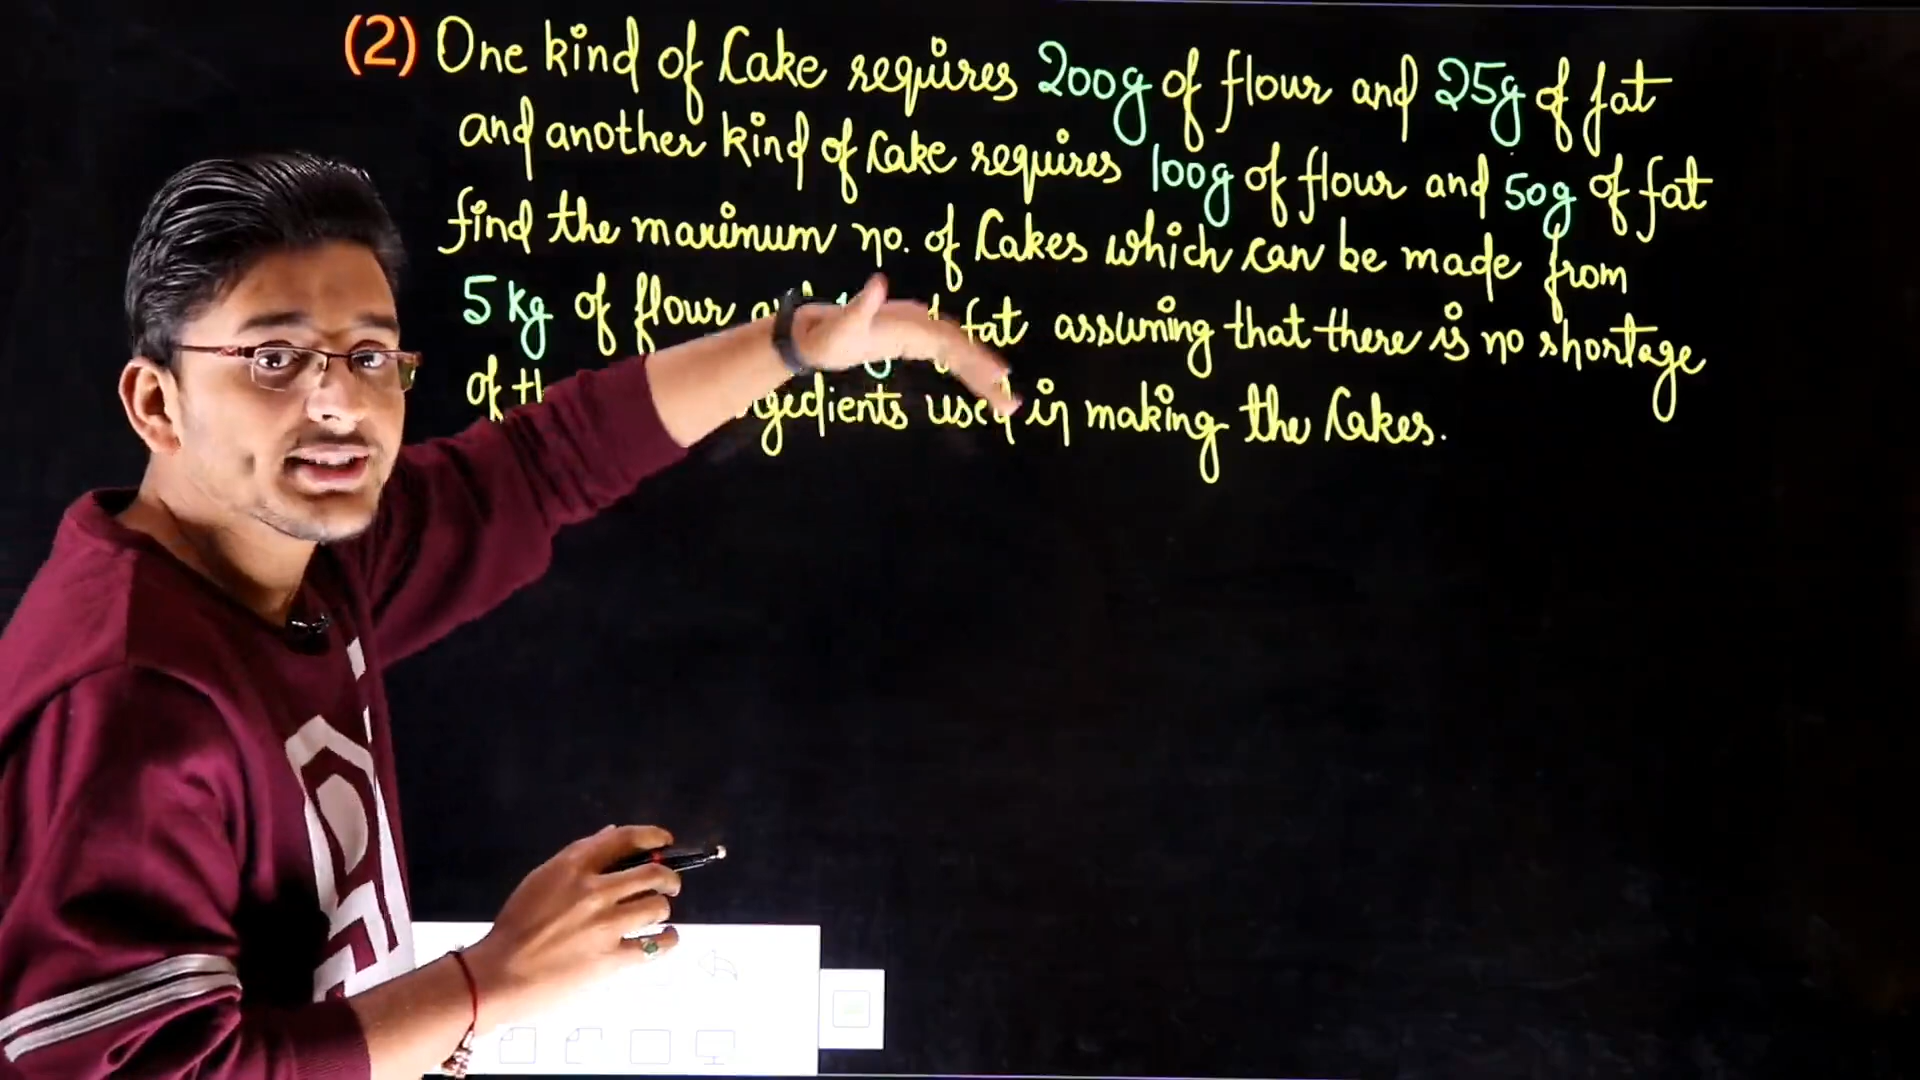 (2) One kind of Cake requires 200g of flour and 25g of fat
and another kind of Cake requires 100g of flour and 50g of fat
find the maximum no. of Cakes which can be made from
5 kg of flour fat assuming that there is no shortage
of used in making the Cakes.